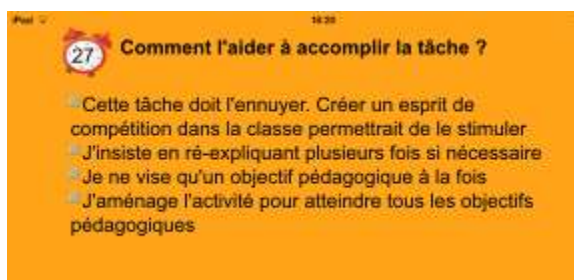 iPad 16:20
27 Comment l'aider à accomplir la tâche ?
Cette tâche doit l'ennuyer. Créer un esprit de
compétition dans la classe permettrait de le stimuler
J'insiste en ré-expliquant plusieurs fois si nécessaire
Je ne vise qu'un objectif pédagogique à la fois
J'aménage l'activité pour atteindre tous les objectifs
pédagogiques